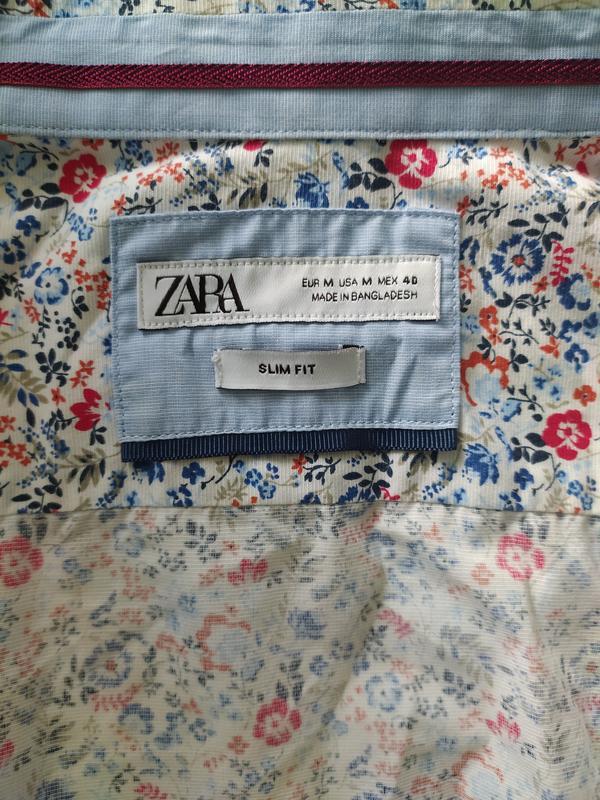 ZARA
EUR M USA M MEX 40
MADE IN BANGLADESH
SLIM FIT